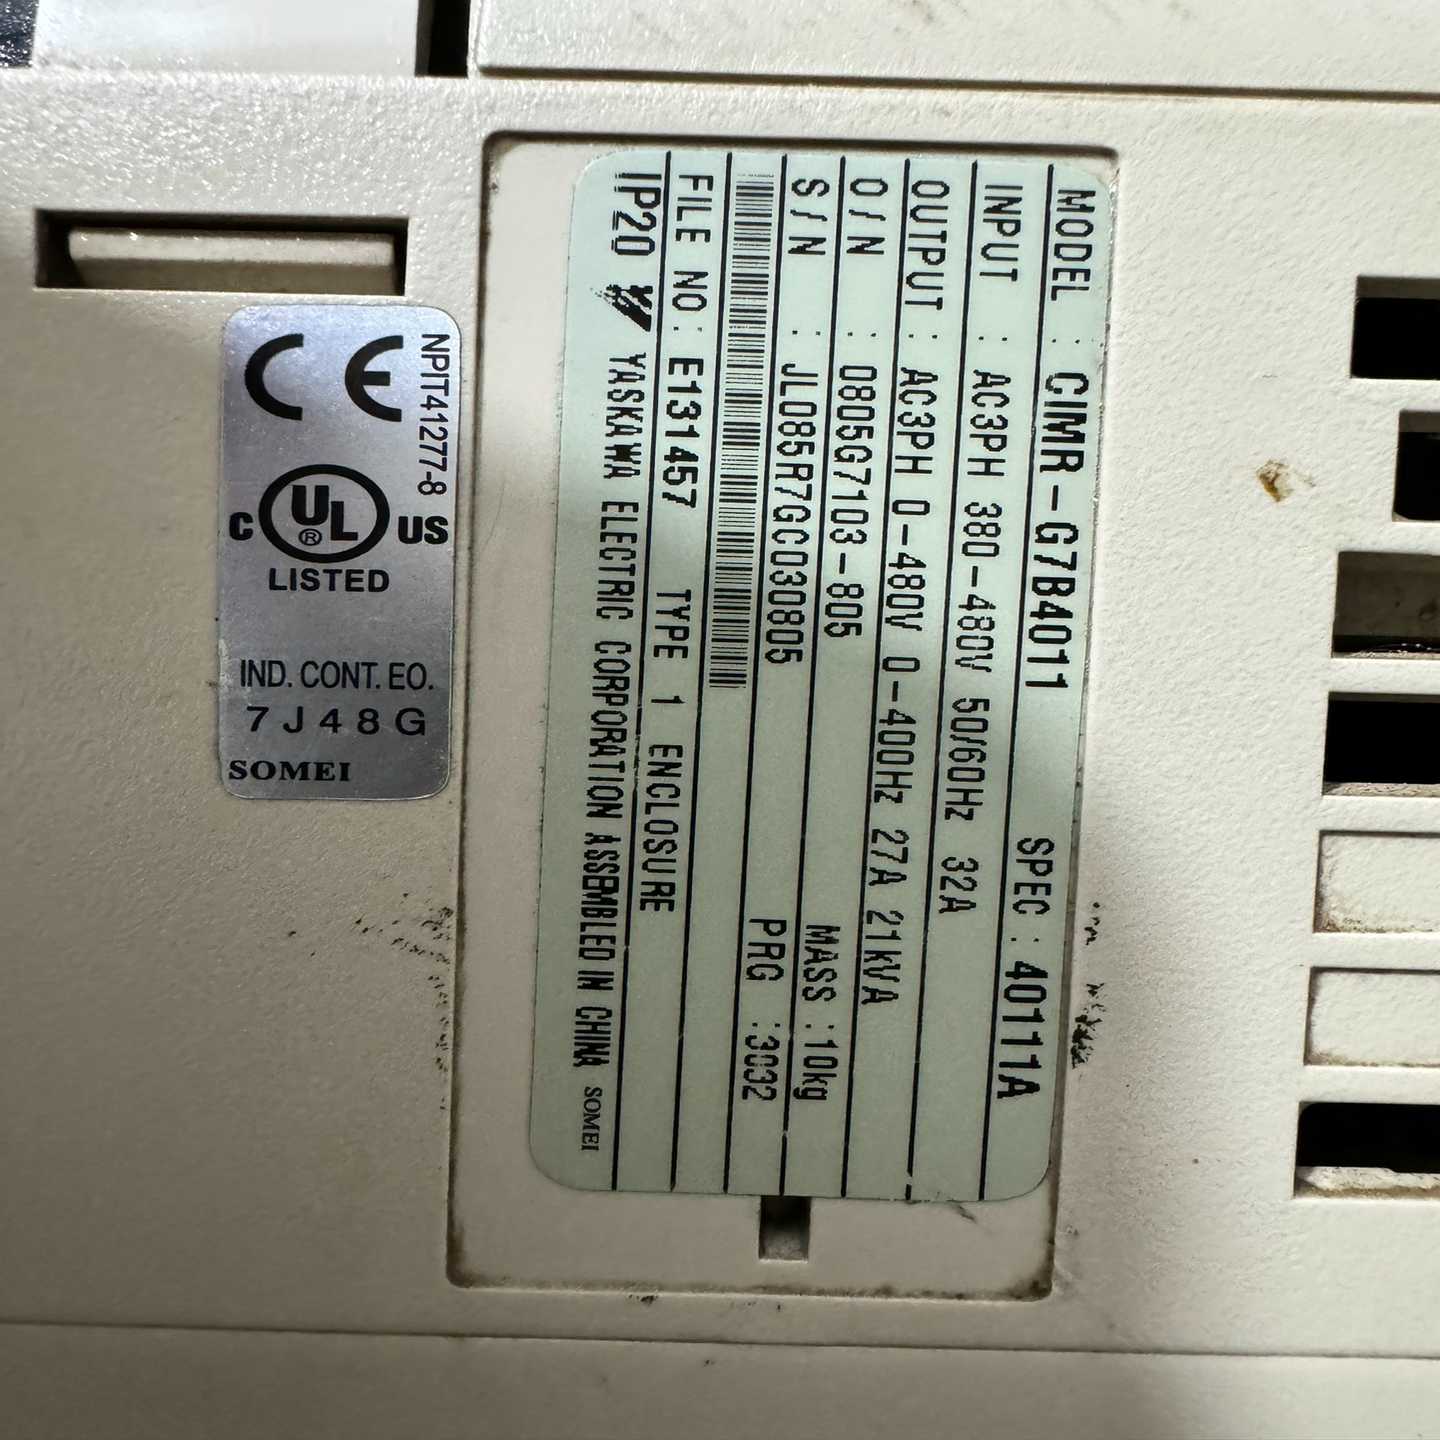 MODEL : CIMR-G7B4011 SPEC : 40111A
INPUT : AC3PH 380-480V 50/60Hz 32A
OUTPUT : AC3PH 0-480V 0-400Hz 27A 21kVA
O/N : 0805G7103-805 MASS : 10kg
S/N : JL085R7GC030805 PRG : 3032
FILE NO : E131457 TYPE 1 ENCLOSURE
IP20 YASKAWA ELECTRIC CORPORATION ASSEMBLED IN CHINA SOMEI
CE
NPIT41277-8
C UL ® US
LISTED
IND. CONT. EQ.
7J48G
SOMEI